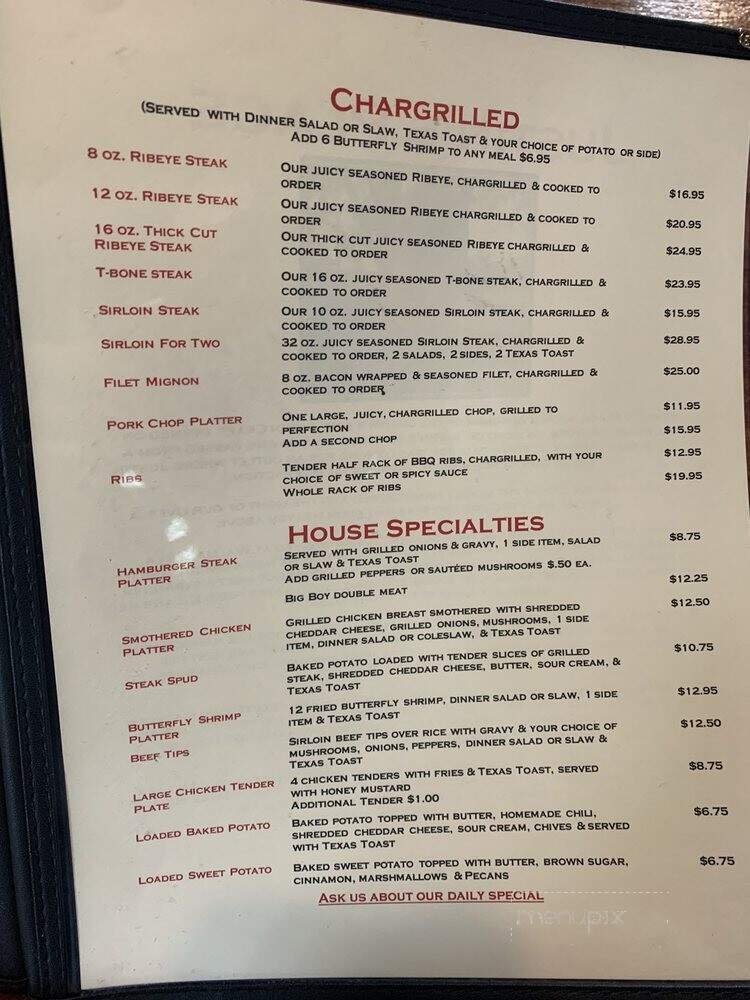 CHARGRILLED
(SERVED WITH DINNER SALAD OR SLAW, TEXAS TOAST & YOUR CHOICE OF POTATO OR SIDE)
ADD 6 BUTTERFLY SHRIMP TO ANY MEAL $6.95
8 OZ. RIBEYE STEAK
OUR JUICY SEASONED RIBEYE, CHARGRILLED & COOKED TO
ORDER
$16.95
12 OZ. RIBEYE STEAK
OUR JUICY SEASONED RIBEYE CHARGRILLED & COOKED TO
ORDER
$20.95
16 OZ. THICK CUT
RIBEYE STEAK
OUR THICK CUT JUICY SEASONED RIBEYE CHARGRILLED &
COOKED TO ORDER
$24.95
T-BONE STEAK
OUR 16 OZ. JUICY SEASONED T-BONE STEAK, CHARGRILLED &
COOKED TO ORDER
$23.95
SIRLOIN STEAK
OUR 10 OZ. JUICY SEASONED SIRLOIN STEAK, CHARGRILLED &
COOKED TO ORDER
$15.95
SIRLOIN FOR TWO
32 OZ. JUICY SEASONED SIRLOIN STEAK, CHARGRILLED &
COOKED TO ORDER, 2 SALADS, 2 SIDES, 2 TEXAS TOAST
$28.95
FILET MIGNON
8 OZ. BACON WRAPPED & SEASONED FILET, CHARGRILLED &
COOKED TO ORDER
$25.00
PORK CHOP PLATTER
ONE LARGE, JUICY, CHARGRILLED CHOP, GRILLED TO
PERFECTION
$11.95
ADD A SECOND CHOP
$15.95
RIBS
TENDER HALF RACK OF BBQ RIBS, CHARGRILLED, WITH YOUR
CHOICE OF SWEET OR SPICY SAUCE
$12.95
WHOLE RACK OF RIBS
$19.95
HOUSE SPECIALTIES
HAMBURGER STEAK
PLATTER
SERVED WITH GRILLED ONIONS & GRAVY, 1 SIDE ITEM, SALAD
OR SLAW & TEXAS TOAST
ADD GRILLED PEPPERS OR SAUTÉED MUSHROOMS $.50 EA.
$8.75
BIG BOY DOUBLE MEAT
$12.25
SMOTHERED CHICKEN
PLATTER
GRILLED CHICKEN BREAST SMOTHERED WITH SHREDDED
CHEDDAR CHEESE, GRILLED ONIONS, MUSHROOMS, 1 SIDE
ITEM, DINNER SALAD OR COLESLAW, & TEXAS TOAST
$12.50
STEAK SPUD
BAKED POTATO LOADED WITH TENDER SLICES OF GRILLED
STEAK, SHREDDED CHEDDAR CHEESE, BUTTER, SOUR CREAM, &
TEXAS TOAST
$10.75
BUTTERFLY SHRIMP
PLATTER
12 FRIED BUTTERFLY SHRIMP, DINNER SALAD OR SLAW, 1 SIDE
ITEM & TEXAS TOAST
$12.95
BEEF TIPS
SIRLOIN BEEF TIPS OVER RICE WITH GRAVY & YOUR CHOICE OF
MUSHROOMS, ONIONS, PEPPERS, DINNER SALAD OR SLAW &
TEXAS TOAST
$12.50
LARGE CHICKEN TENDER
PLATE
4 CHICKEN TENDERS WITH FRIES & TEXAS TOAST, SERVED
WITH HONEY MUSTARD
ADDITIONAL TENDER $1.00
$8.75
LOADED BAKED POTATO
BAKED POTATO TOPPED WITH BUTTER, HOMEMADE CHILI,
SHREDDED CHEDDAR CHEESE, SOUR CREAM, CHIVES & SERVED
WITH TEXAS TOAST
$6.75
LOADED SWEET POTATO
BAKED SWEET POTATO TOPPED WITH BUTTER, BROWN SUGAR,
CINNAMON, MARSHMALLOWS & PECANS
$6.75
ASK US ABOUT OUR DAILY SPECIAL
menupix